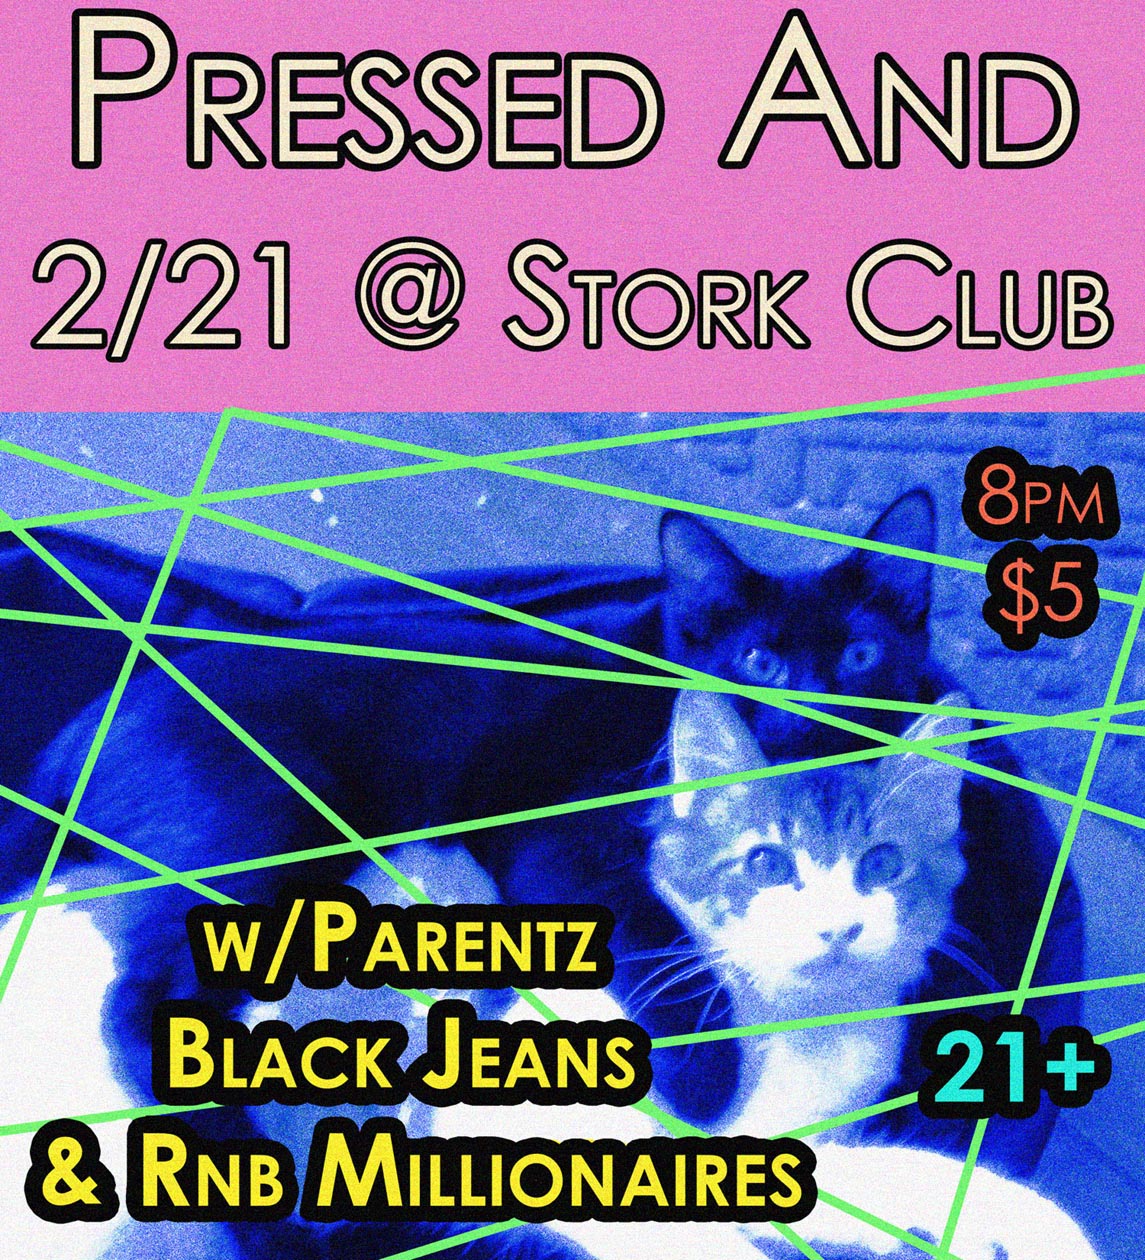 PRESSED AND
2/21 @ STORK CLUB
8PM
$5
W/PARENTZ
BLACK JEANS
21+
& RNB MILLIONAIRES